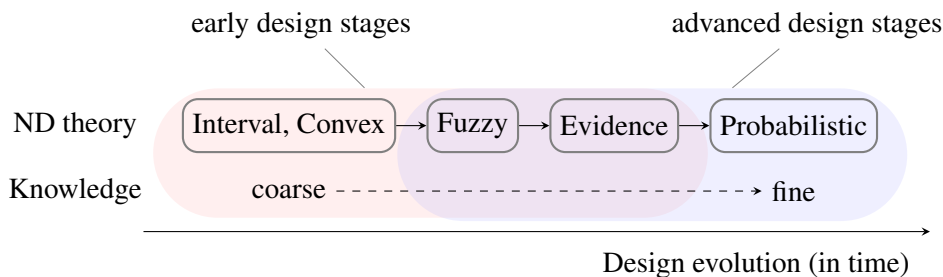 early design stages advanced design stages
ND theory Interval, Convex Fuzzy Evidence Probabilistic
Knowledge coarse fine
Design evolution (in time)